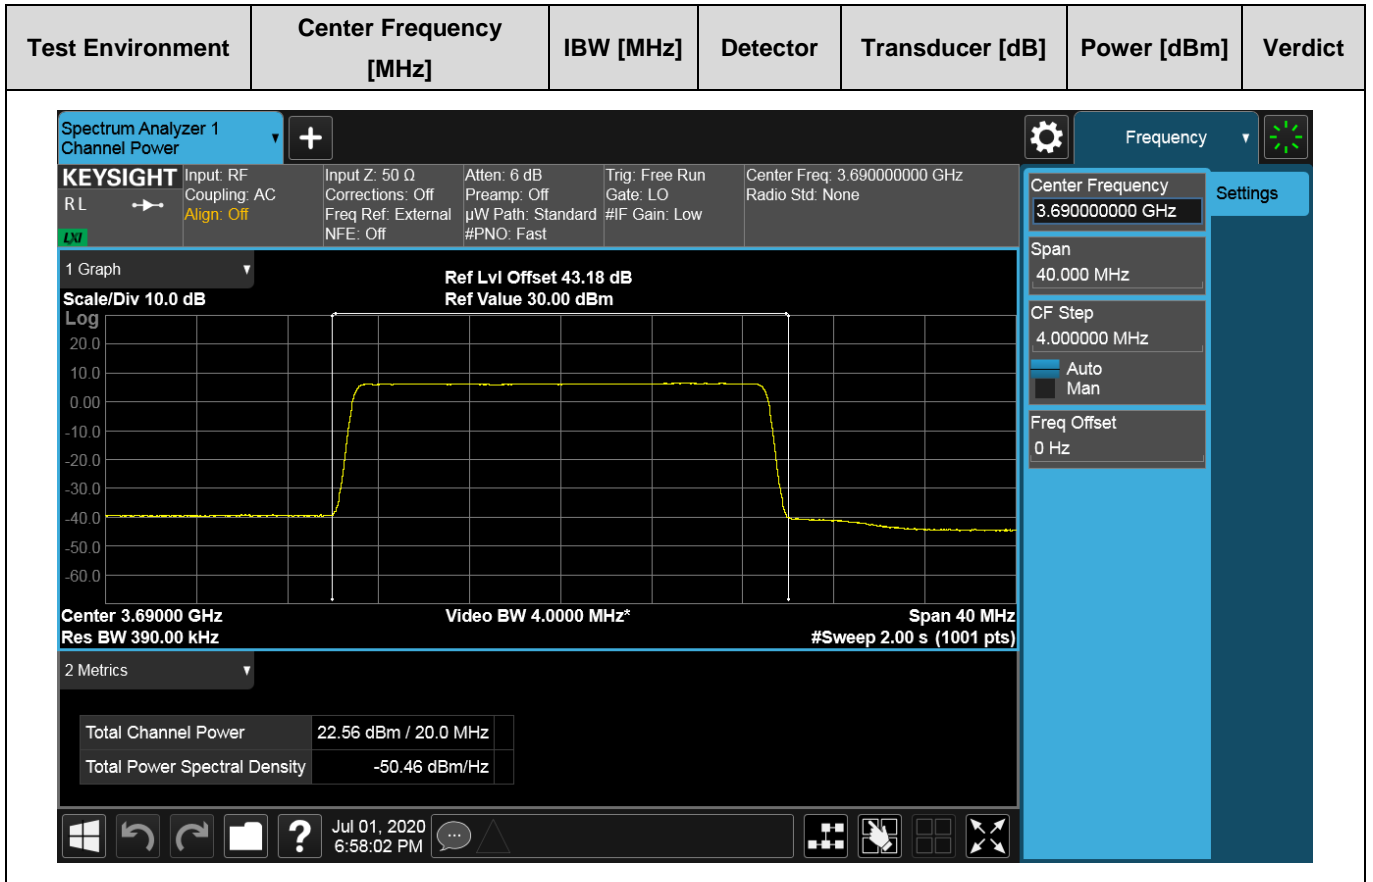 Test Environment
Center Frequency
[MHz]
IBW [MHz]
Detector
Transducer [dB]
Power [dBm]
Verdict
Spectrum Analyzer 1
Channel Power
Frequency
KEYSIGHT
R L
LXI
Input: RF
Coupling: AC
Align: Off
Input Z: 50 Ω
Corrections: Off
Freq Ref: External
NFE: Off
Atten: 6 dB
Preamp: Off
µW Path: Standard
#PNO: Fast
Trig: Free Run
Gate: LO
#IF Gain: Low
Center Freq: 3.690000000 GHz
Radio Std: None
Center Frequency
3.690000000 GHz
Settings
Span
40.000 MHz
CF Step
4.000000 MHz
Auto
Man
Freq Offset
0 Hz
1 Graph
Scale/Div 10.0 dB
Ref Lvl Offset 43.18 dB
Ref Value 30.00 dBm
Log
20.0
10.0
0.00
-10.0
-20.0
-30.0
-40.0
-50.0
-60.0
Center 3.69000 GHz
Video BW 4.0000 MHz*
Span 40 MHz
Res BW 390.00 kHz
#Sweep 2.00 s (1001 pts)
2 Metrics
Total Channel Power
22.56 dBm / 20.0 MHz
Total Power Spectral Density
-50.46 dBm/Hz
Jul 01, 2020
6:58:02 PM